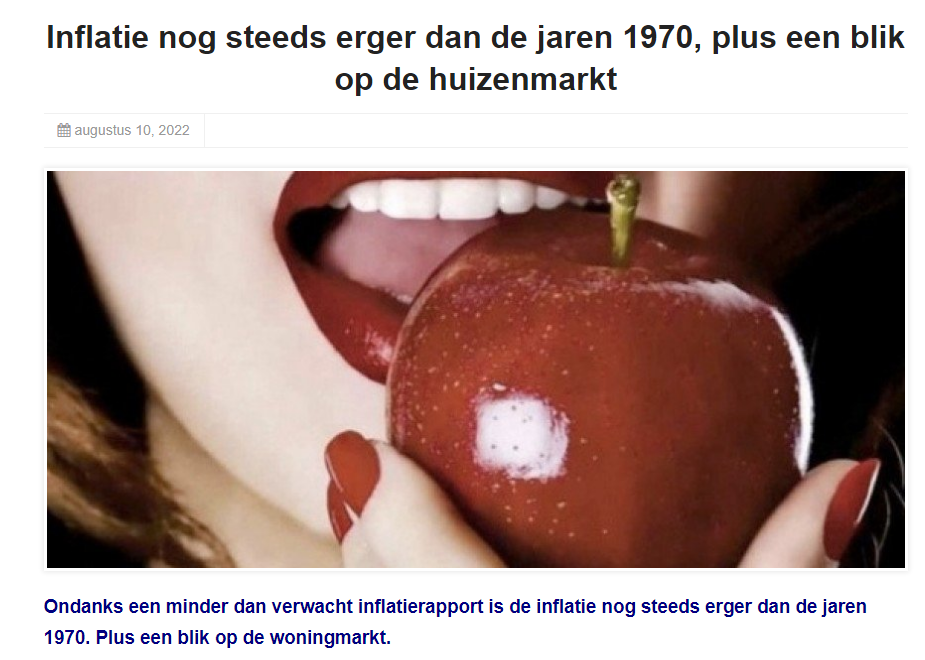 Inflatie nog steeds erger dan de jaren 1970, plus een blik
op de huizenmarkt
augustus 10, 2022
Ondanks een minder dan verwacht inflatierapport is de inflatie nog steeds erger dan de jaren
1970. Plus een blik op de woningmarkt.